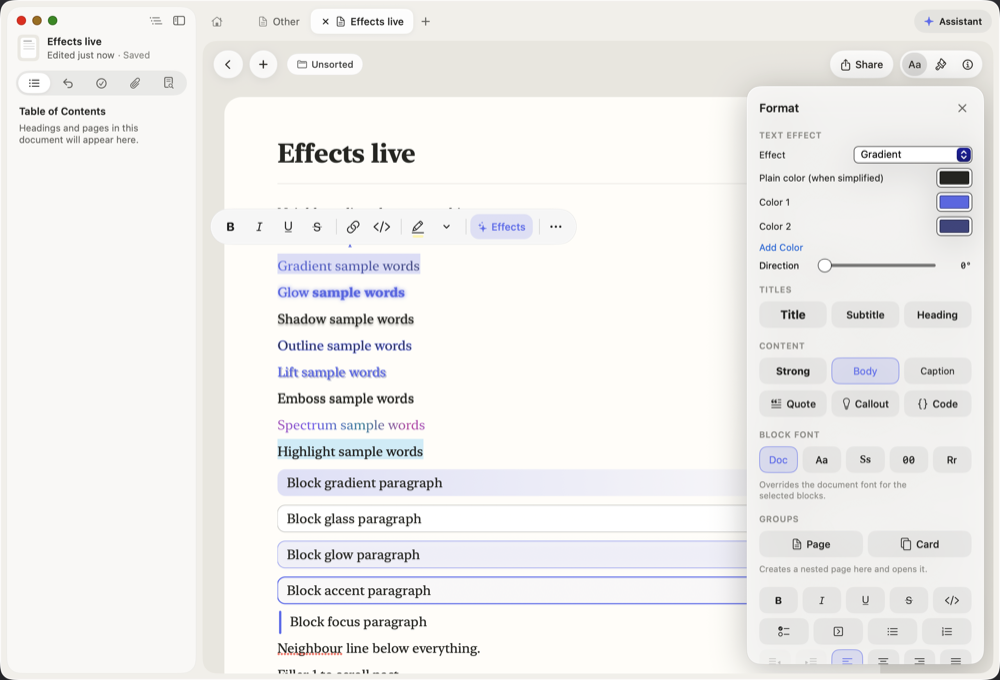 Effects live
Edited just now · Saved
Table of Contents
Headings and pages in this
document will appear here.
Other
Effects live
Assistant
Unsorted
Share
Aa
Effects live
B I U S </> Effects
Gradient sample words
Glow sample words
Shadow sample words
Outline sample words
Lift sample words
Emboss sample words
Spectrum sample words
Highlight sample words
Block gradient paragraph
Block glass paragraph
Block glow paragraph
Block accent paragraph
Block focus paragraph
Neighbour line below everything.
Format
TEXT EFFECT
Effect Gradient
Plain color (when simplified)
Color 1
Color 2
Add Color
Direction 0°
TITLES
Title Subtitle Heading
CONTENT
Strong Body Caption
Quote Callout {} Code
BLOCK FONT
Doc Aa Ss 00 Rr
Overrides the document font for the
selected blocks.
GROUPS
Page Card
Creates a nested page here and opens it.
B I U S </>